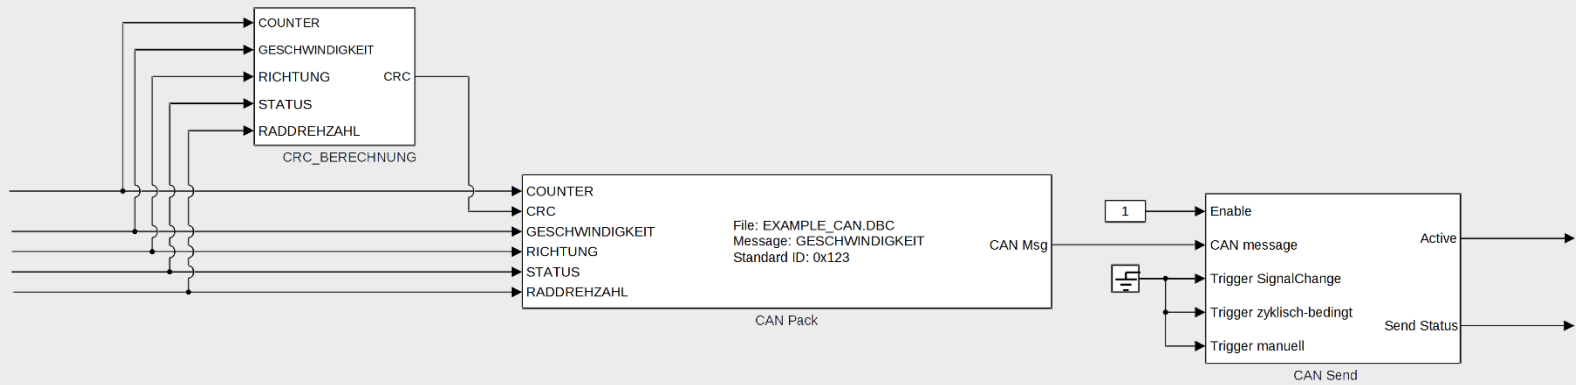 COUNTER
GESCHWINDIGKEIT
RICHTUNG
CRC
STATUS
RADDREHZAHL
CRC_BERECHNUNG
COUNTER
CRC
GESCHWINDIGKEIT
RICHTUNG
STATUS
RADDREHZAHL
File: EXAMPLE_CAN.DBC
Message: GESCHWINDIGKEIT
Standard ID: 0x123
CAN Msg
CAN Pack
1
Enable
CAN message
Trigger SignalChange
Trigger zyklisch-bedingt
Trigger manuell
Active
Send Status
CAN Send